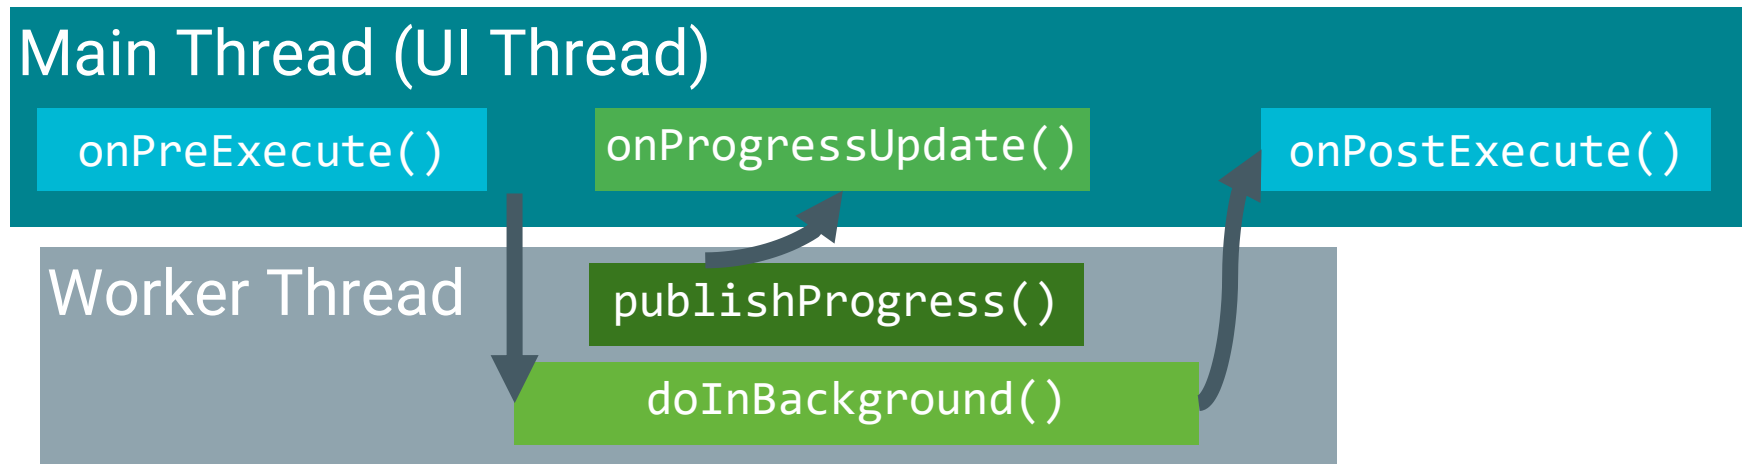 Main Thread (UI Thread)
onPreExecute()
onProgressUpdate()
onPostExecute()
Worker Thread
publishProgress()
doInBackground()